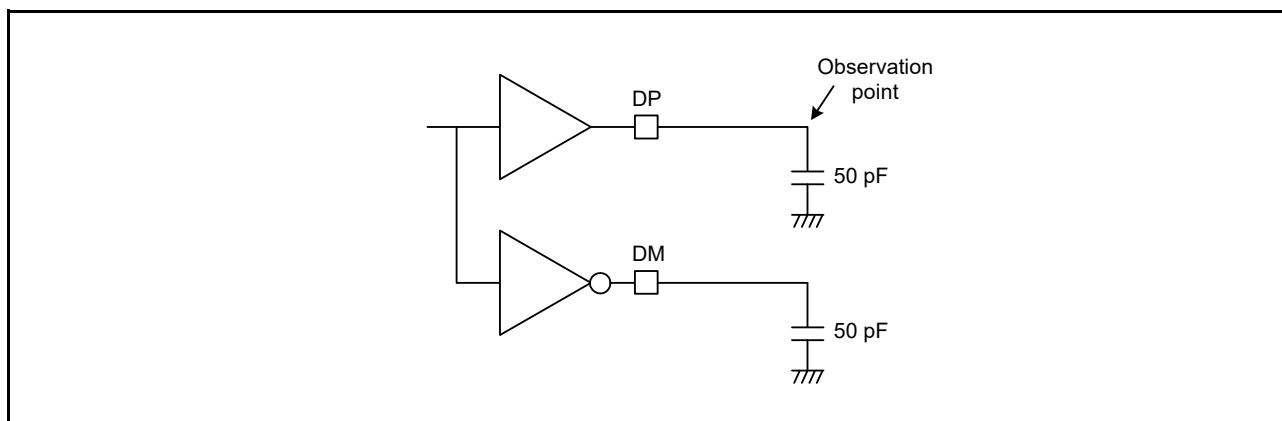 Observation
point
DP
50 pF
DM
50 pF